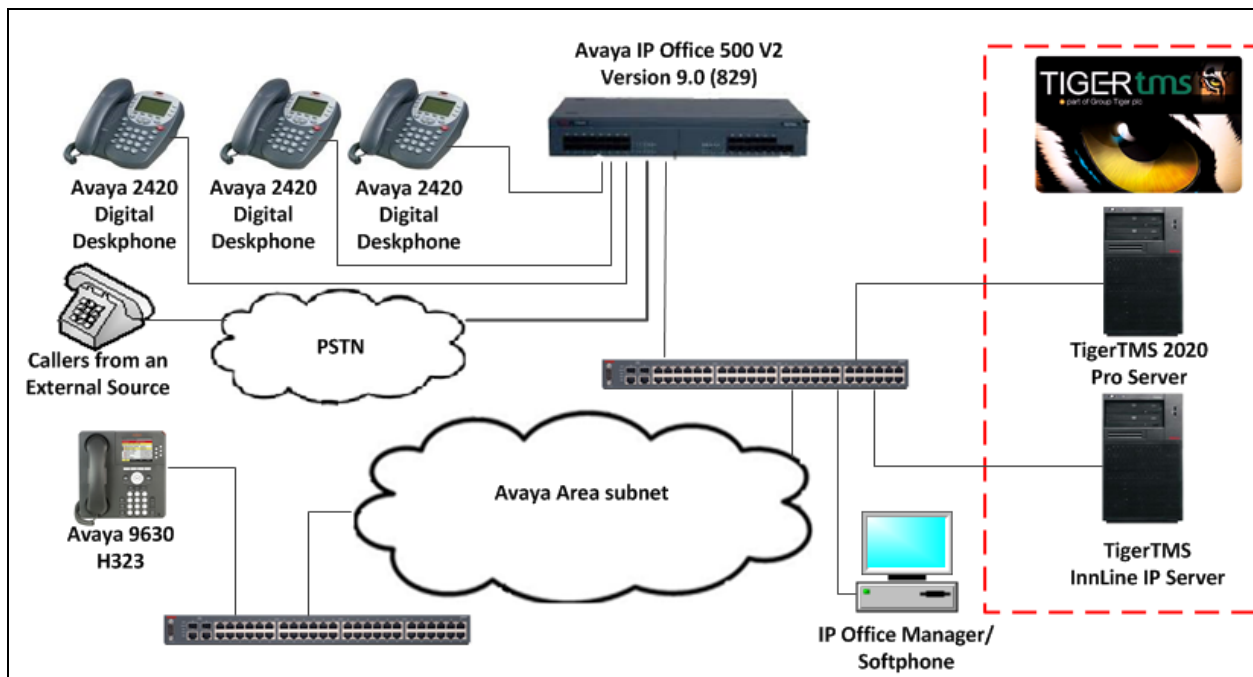 Avaya IP Office 500 V2
Version 9.0 (829)
TIGERtms
part of Group Tiger plc
Avaya 2420
Digital
Deskphone
Avaya 2420
Digital
Deskphone
Avaya 2420
Digital
Deskphone
PSTN
Callers from an
External Source
TigerTMS 2020
Pro Server
Avaya Area subnet
Avaya 9630
H323
TigerTMS
InnLine IP Server
IP Office Manager/
Softphone